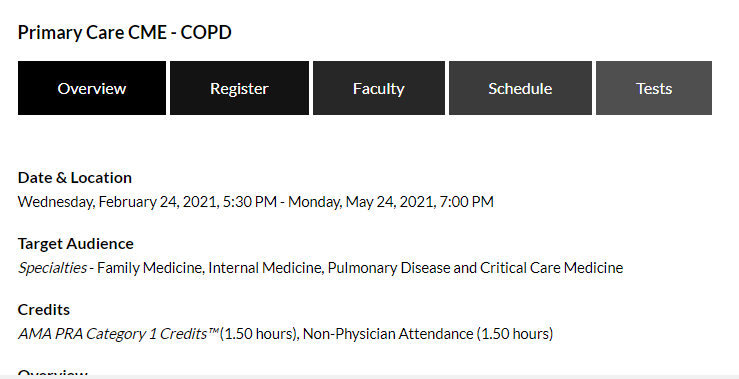 Primary Care CME - COPD
Overview
Register
Faculty
Schedule
Tests
Date & Location
Wednesday, February 24, 2021, 5:30 PM - Monday, May 24, 2021, 7:00 PM
Target Audience
Specialties - Family Medicine, Internal Medicine, Pulmonary Disease and Critical Care Medicine
Credits
AMA PRA Category 1 Credits™ (1.50 hours), Non-Physician Attendance (1.50 hours)
Overview